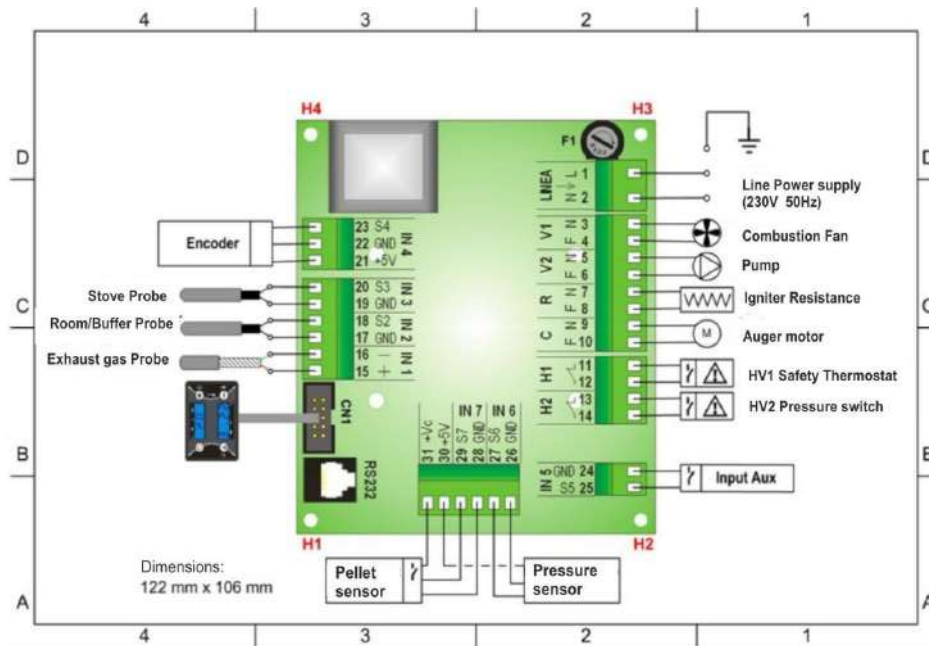 4 3 2 1
H4 H3
D D
F1
LINEA L 1
N 2
Line Power supply
(230V 50Hz)
V1 N 3
F 4
Combustion Fan
V2 N 5
F 6
Pump
R N 7
F 8
Igniter Resistance
C N 9
F 10
M
Auger motor
H1 11
12
HV1 Safety Thermostat
H2 13
14
HV2 Pressure switch
IN 5 GND 24
S5 25
Input Aux
Encoder
23 S4
22 GND
21 +5V
IN 4
C C
Stove Probe
20 S3
19 GND
IN 3
Room/Buffer Probe
18 S2
17 GND
IN 2
Exhaust gas Probe
16 -
15 +
IN 1
CN1
RS232
B B
IN 7 IN 6
31 +Vc
30 +5V
29 S7
28 GND
27 S6
26 GND
H1 H2
Pellet
sensor
Pressure
sensor
Dimensions:
122 mm x 106 mm
A A
4 3 2 1